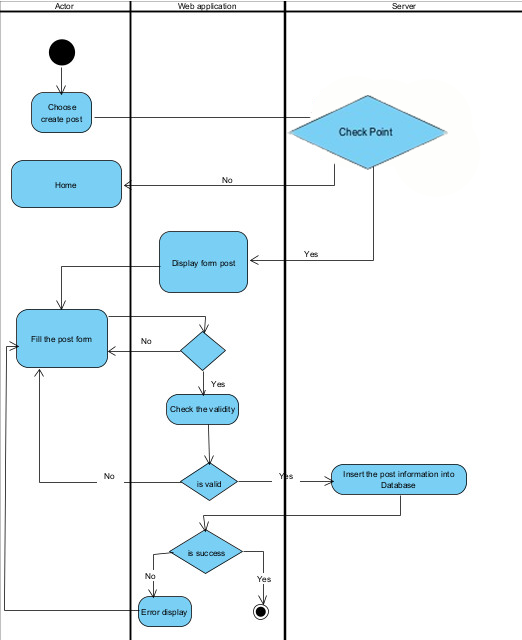 Actor
Web application
Server
Choose
create post
Check Point
No
Home
Yes
Display form post
Fill the post form
No
Yes
Check the validity
No
is valid
Yes
Insert the post information into
Database
is success
No
Yes
Error display